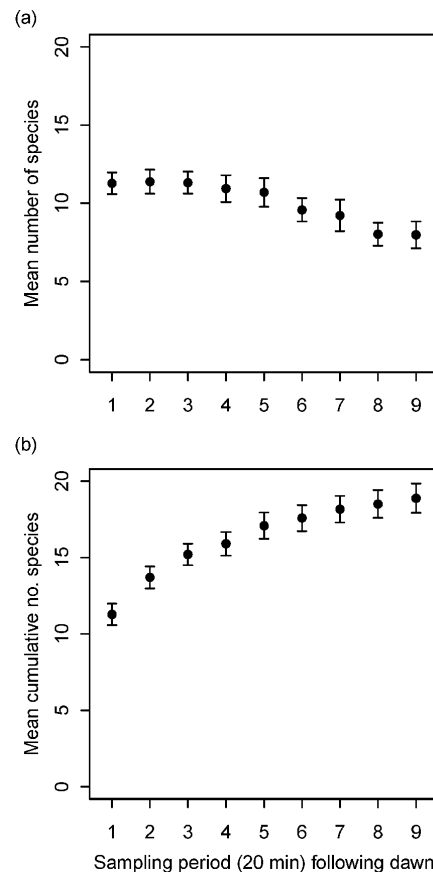 (a)
Mean number of species
20
15
10
5
0
1 2 3 4 5 6 7 8 9
(b)
Mean cumulative no. species
20
15
10
5
0
1 2 3 4 5 6 7 8 9
Sampling period (20 min) following dawn